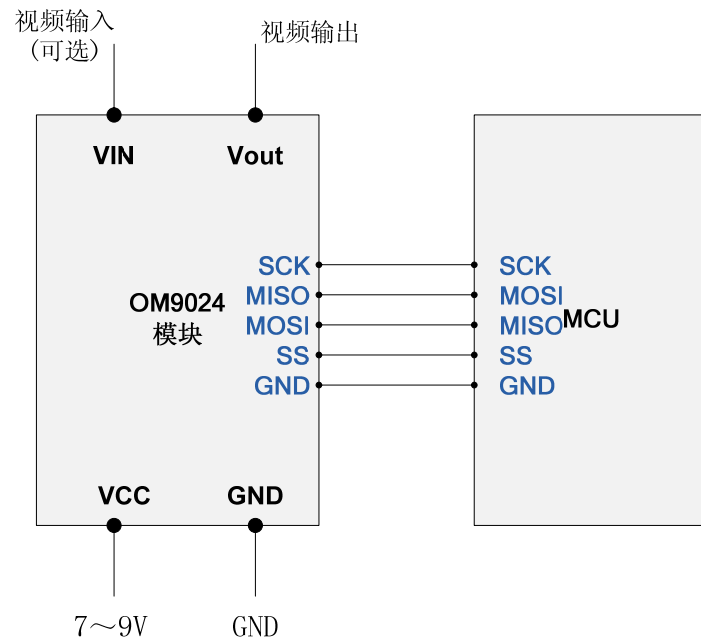 视频输入
(可选)
视频输出
VIN
Vout
OM9024
模块
SCK
MISO
MOSI
SS
GND
SCK
MOSI
MISO
SS
GND
MCU
VCC
GND
7～9V
GND